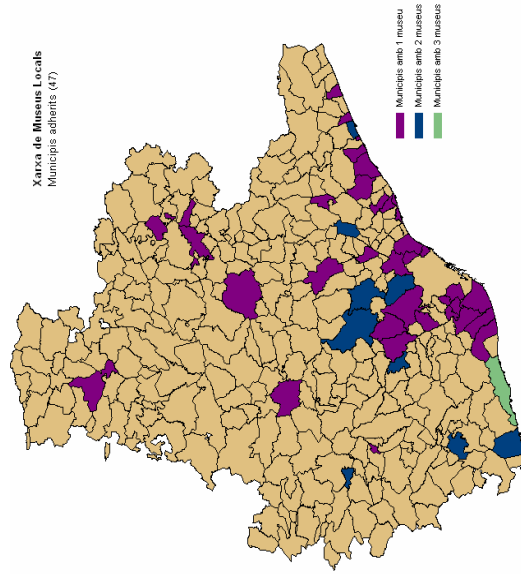 Xarxa de Museus Locals
Municipis adherits (47)
Municipis amb 1 museu
Municipis amb 2 museus
Municipis amb 3 museus